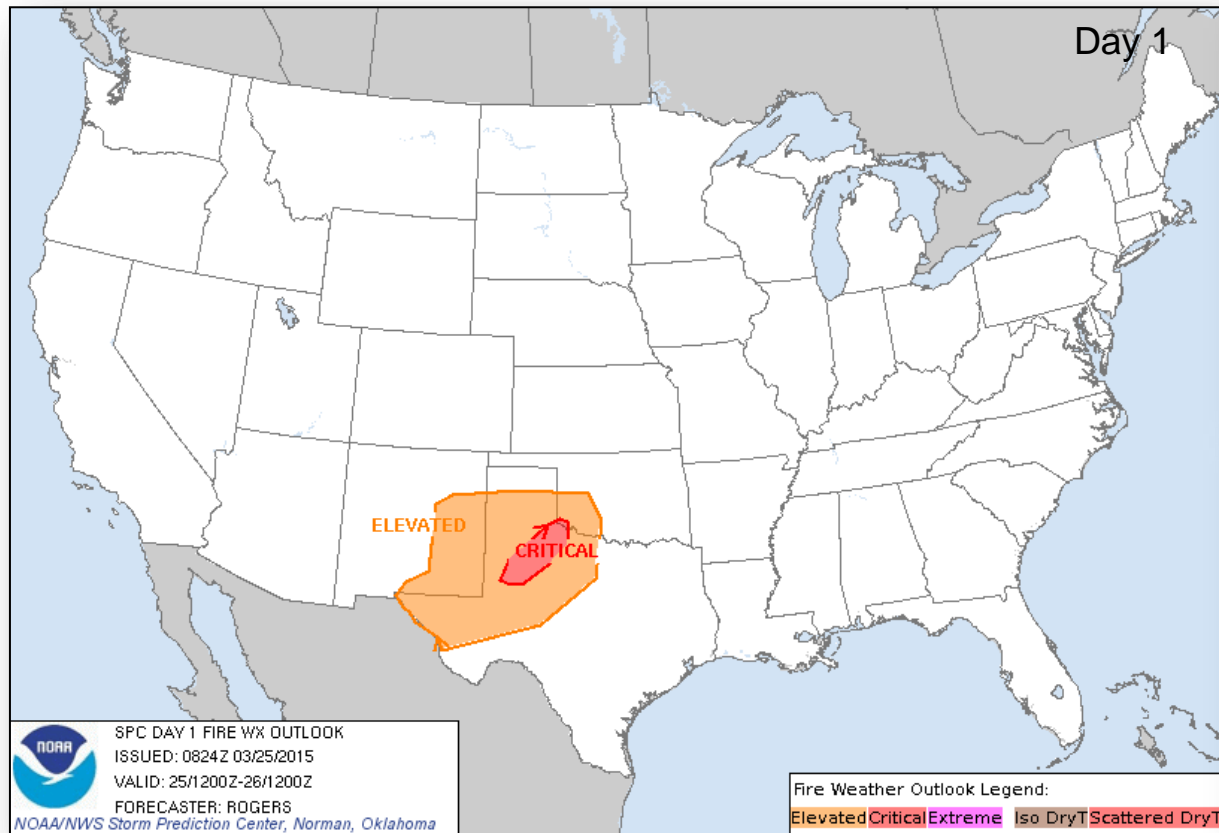 Day 1
ELEVATED
CRITICAL
NOAA
SPC DAY 1 FIRE WX OUTLOOK
ISSUED: 0824Z 03/25/2015
VALID: 25/1200Z-26/1200Z
FORECASTER: ROGERS
NOAA/NWS Storm Prediction Center, Norman, Oklahoma
Fire Weather Outlook Legend:
Elevated Critical Extreme Iso DryT Scattered DryT